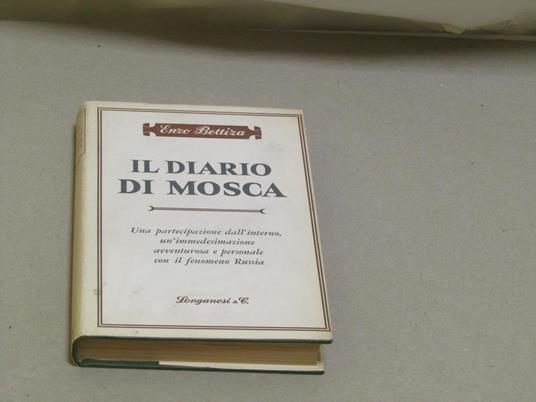 Enzo Bettiza
IL DIARIO
DI MOSCA
Una partecipazione dall'interno,
un'immedesimazione
avventurosa e personale
con il fenomeno Russia
Longanesi & C.